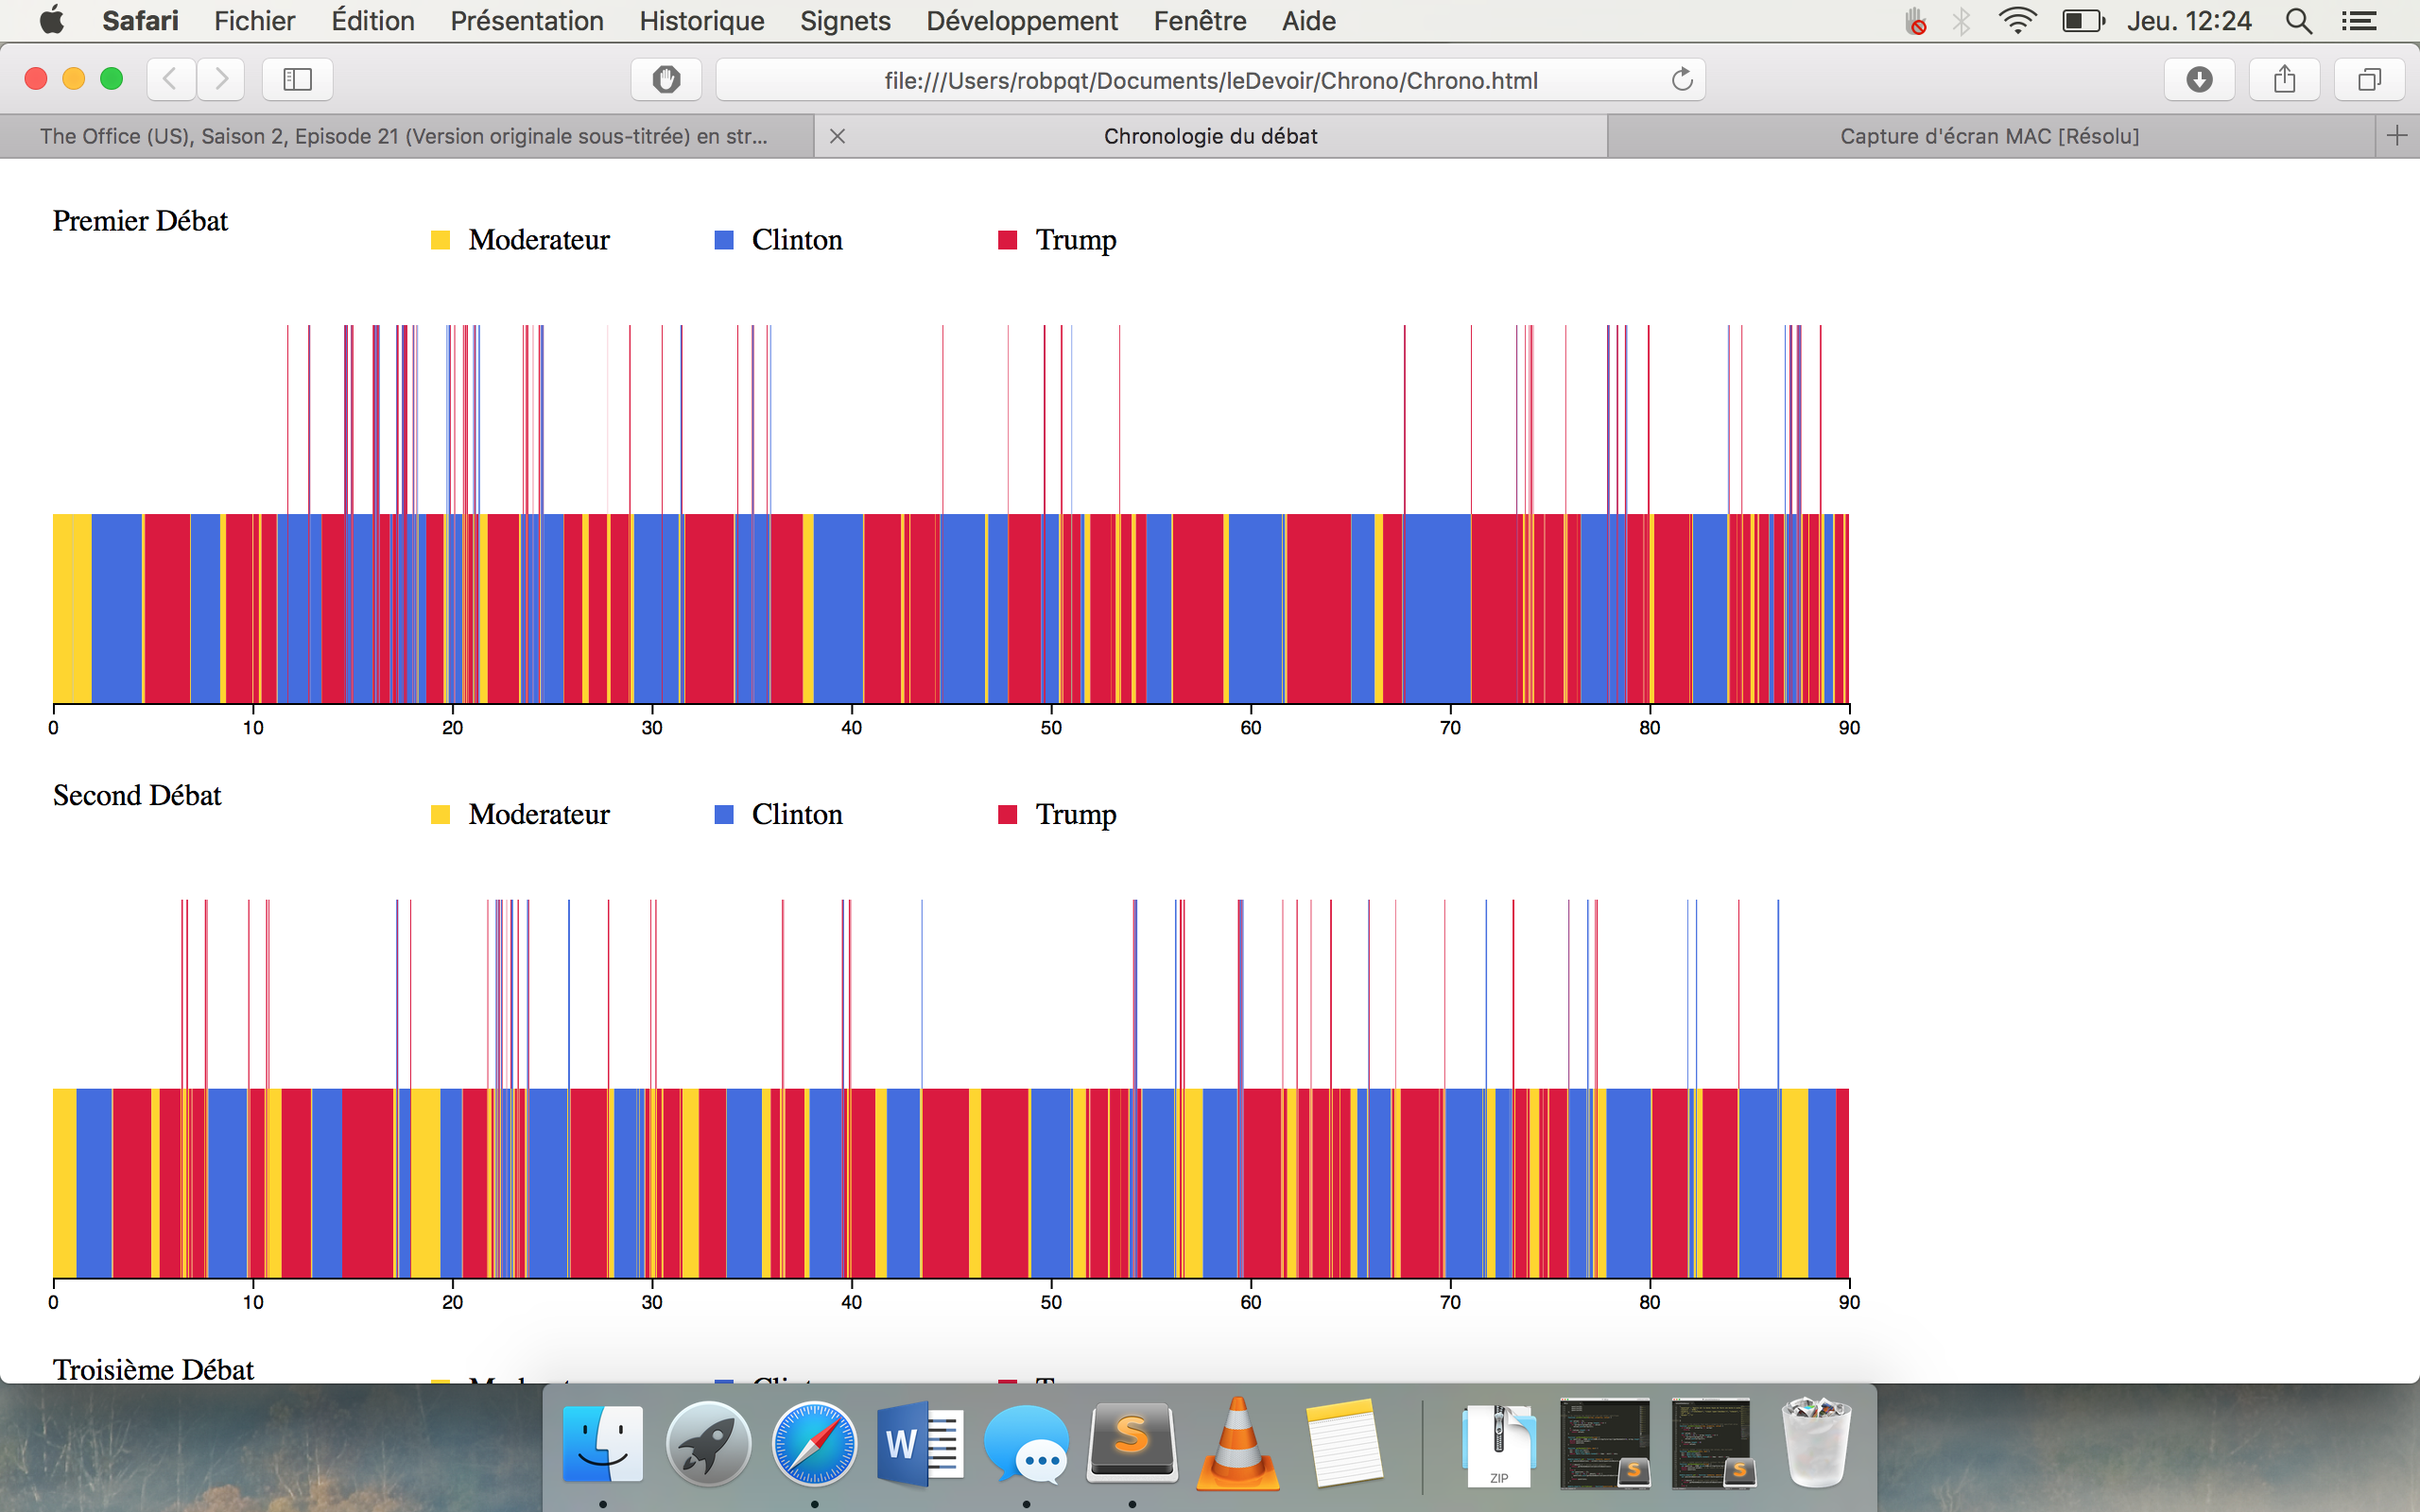 Safari Fichier Édition Présentation Historique Signets Développement Fenêtre Aide Jeu. 12:24
file:///Users/robpqt/Documents/leDevoir/Chrono/Chrono.html
The Office (US), Saison 2, Episode 21 (Version originale sous-titrée) en str... Chronologie du débat Capture d'écran MAC [Résolu]
Premier Débat
Moderateur Clinton Trump
0 10 20 30 40 50 60 70 80 90
Second Débat
Moderateur Clinton Trump
0 10 20 30 40 50 60 70 80 90
Troisième Débat
W S ZIP S S